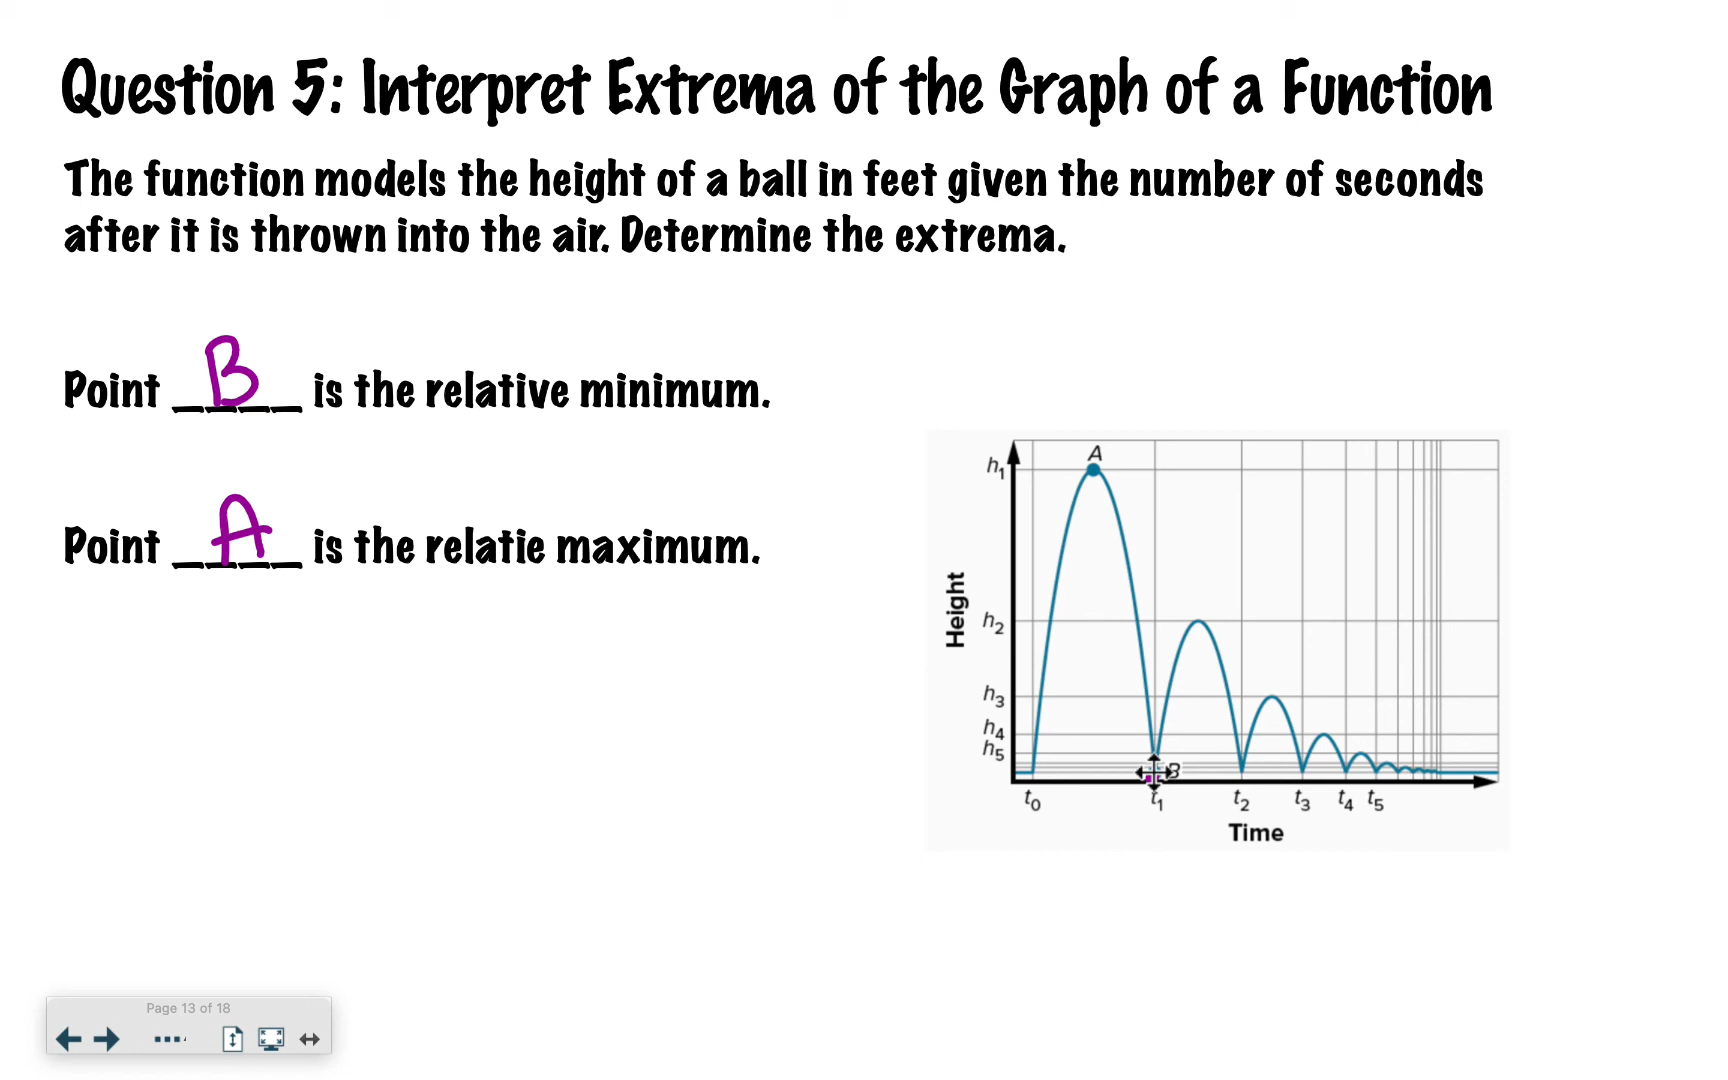 Question 5: Interpret Extrema of the Graph of a Function
The function models the height of a ball in feet given the number of seconds
after it is thrown into the air. Determine the extrema.
Point __B__ is the relative minimum.
Point __A__ is the relatie maximum.
A
h1
h2
h3
h4
h5
Height
B
t0 t1 t2 t3 t4 t5
Time
Page 13 of 18